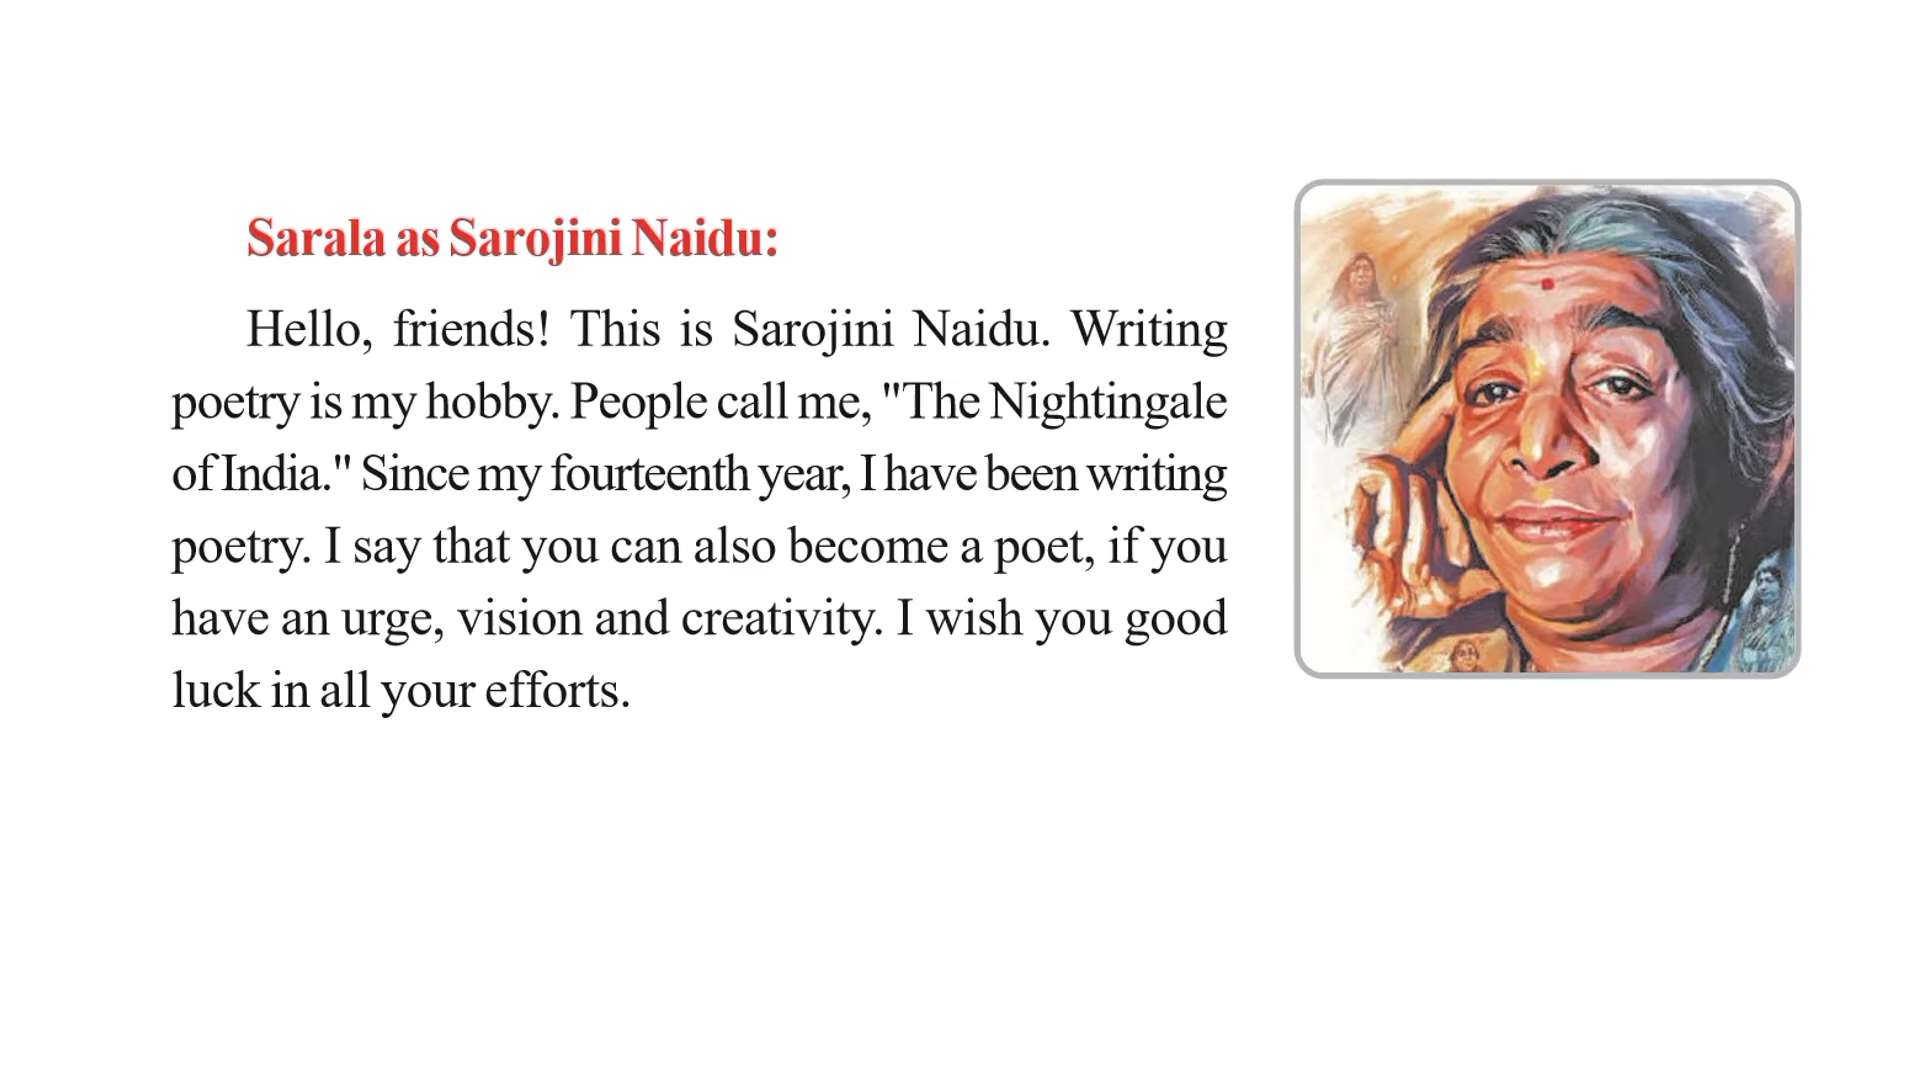 Sarala as Sarojini Naidu:
Hello, friends! This is Sarojini Naidu. Writing
poetry is my hobby. People call me, "The Nightingale
of India." Since my fourteenth year, I have been writing
poetry. I say that you can also become a poet, if you
have an urge, vision and creativity. I wish you good
luck in all your efforts.